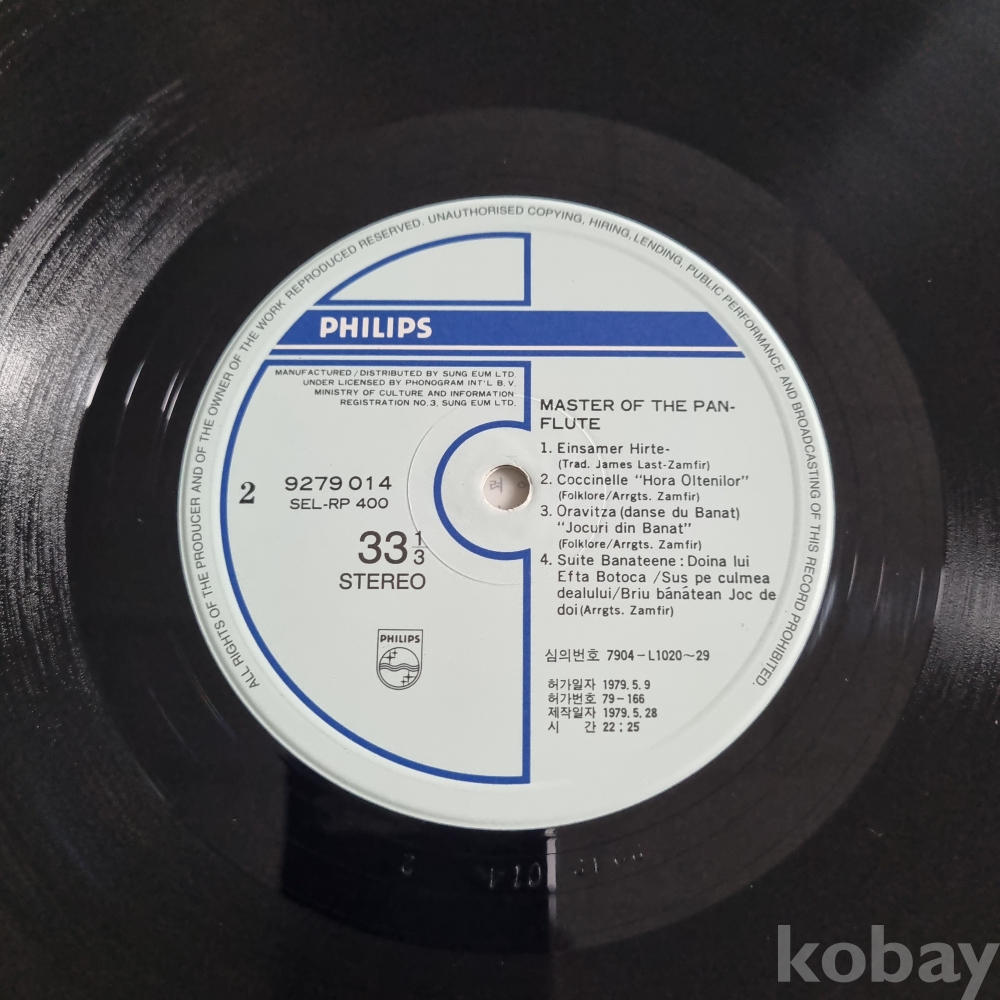 ALL RIGHTS OF THE PRODUCER AND OF THE OWNER OF THE WORK REPRODUCED RESERVED. UNAUTHORISED COPYING, HIRING, LENDING, PUBLIC PERFORMANCE AND BROADCASTING OF THIS RECORD PROHIBITED.
PHILIPS
MANUFACTURED/DISTRIBUTED BY SUNG EUM LTD.
UNDER LICENSED BY PHONOGRAM INT'L B.V.
MINISTRY OF CULTURE AND INFORMATION
REGISTRATION NO.3, SUNG EUM LTD.
2
9279 014
SEL-RP 400
33 1/3
STEREO
PHILIPS
MASTER OF THE PAN-
FLUTE
1. Einsamer Hirte-
(Trad. James Last-Zamfir)
2. Coccinelle "Hora Oltenilor"
(Folklore/Arrgts. Zamfir)
3. Oravitza (danse du Banat)
"Jocuri din Banat"
(Folklore/Arrgts. Zamfir)
4. Suite Banateene: Doina lui
Efta Botoca /Sus pe culmea
dealului/Briu bánátean Joc de
doi (Arrgts. Zamfir)
심의번호 7904-L1020~29
허가일자 1979.5.9
허가번호 79-166
제작일자 1979.5.28
시 간 22:25
kobay